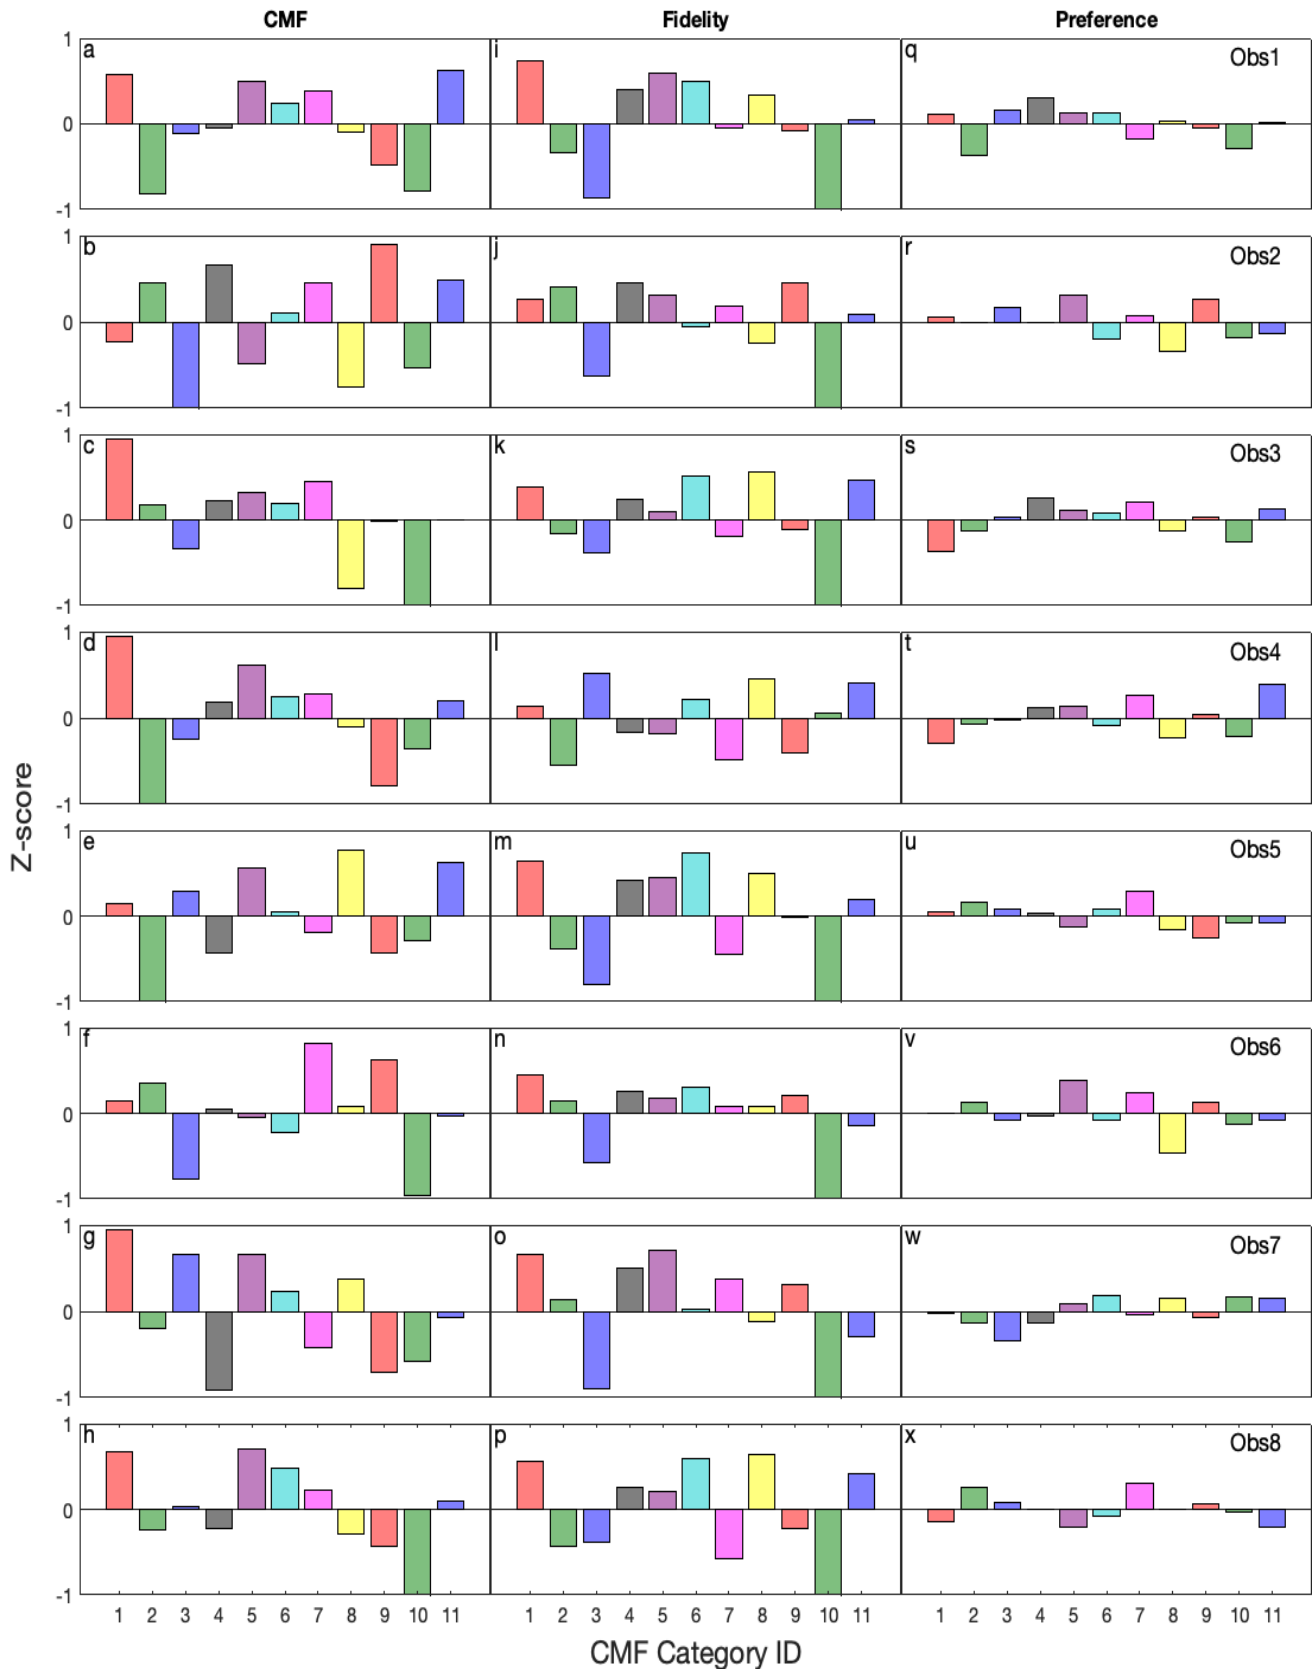 CMF Fidelity Preference
1 a i q Obs1
0
-1
1 b j r Obs2
0
-1
1 c k s Obs3
0
-1
1 d l t Obs4
0
-1
1 e m u Obs5
0
-1
1 f n v Obs6
0
-1
1 g o w Obs7
0
-1
1 h p x Obs8
0
-1
Z-score
1 2 3 4 5 6 7 8 9 10 11 1 2 3 4 5 6 7 8 9 10 11 1 2 3 4 5 6 7 8 9 10 11
CMF Category ID